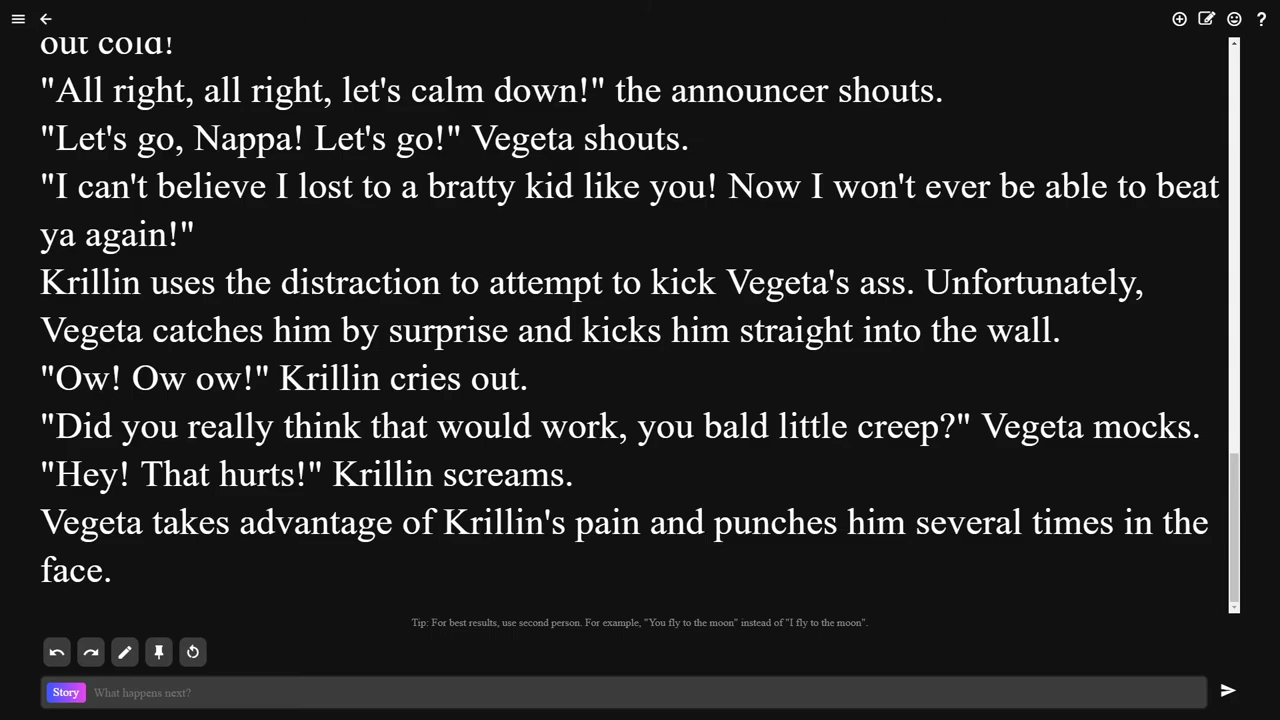 out cold!
"All right, all right, let's calm down!" the announcer shouts.
"Let's go, Nappa! Let's go!" Vegeta shouts.
"I can't believe I lost to a bratty kid like you! Now I won't ever be able to beat
ya again!"
Krillin uses the distraction to attempt to kick Vegeta's ass. Unfortunately,
Vegeta catches him by surprise and kicks him straight into the wall.
"Ow! Ow ow!" Krillin cries out.
"Did you really think that would work, you bald little creep?" Vegeta mocks.
"Hey! That hurts!" Krillin screams.
Vegeta takes advantage of Krillin's pain and punches him several times in the
face.
Tip: For best results, use second person. For example, "You fly to the moon" instead of "I fly to the moon".
Story What happens next?